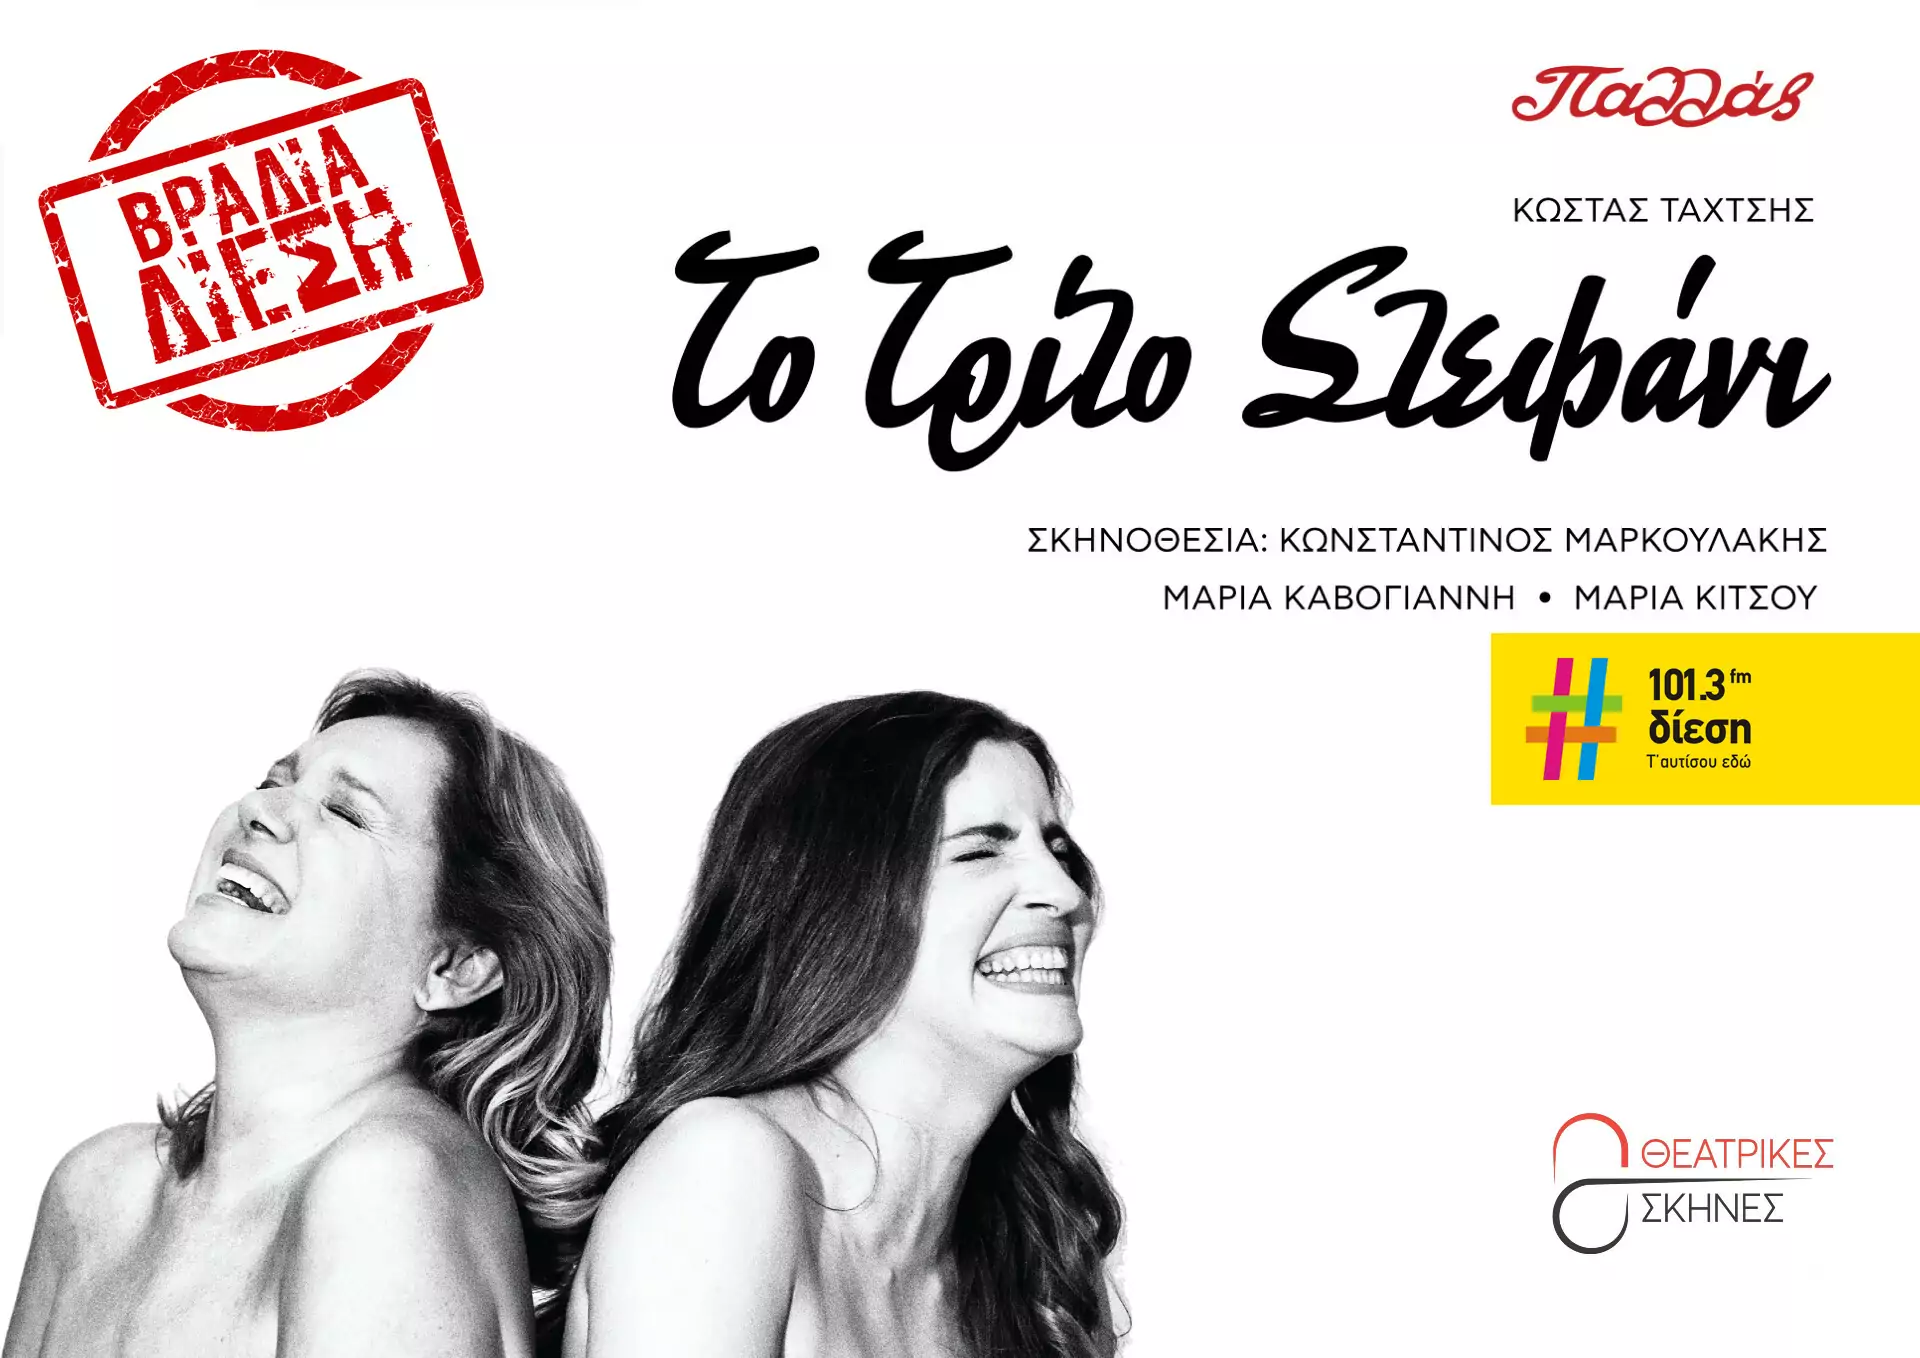 ΒΡΑΔΙΑ
ΔΙΕΣΗ
Παλλάς
ΚΩΣΤΑΣ ΤΑΧΤΣΗΣ
Το Τρίτο Στεφάνι
ΣΚΗΝΟΘΕΣΙΑ: ΚΩΝΣΤΑΝΤΙΝΟΣ ΜΑΡΚΟΥΛΑΚΗΣ
ΜΑΡΙΑ ΚΑΒΟΓΙΑΝΝΗ • ΜΑΡΙΑ ΚΙΤΣΟΥ
101.3 fm
δίεση
Τ'αυτίσου εδώ
ΘΕΑΤΡΙΚΕΣ
ΣΚΗΝΕΣ